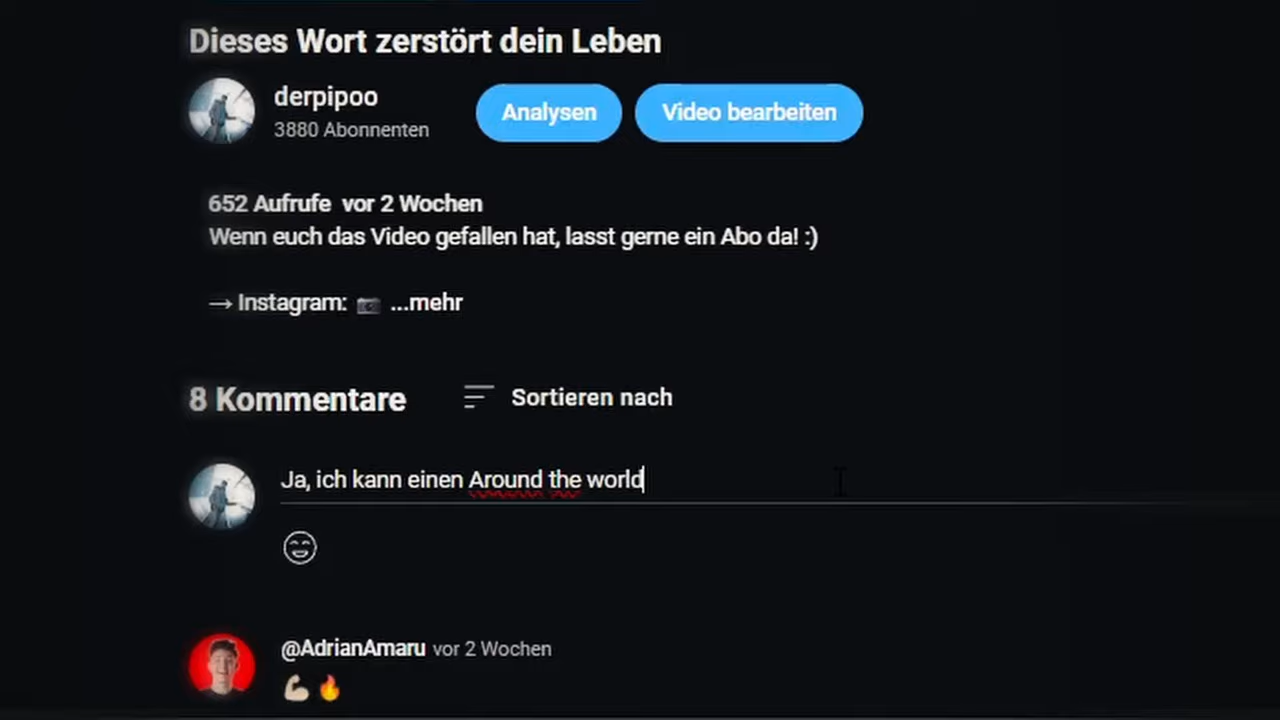 Dieses Wort zerstört dein Leben
derpipoo
3880 Abonnenten
Analysen
Video bearbeiten
652 Aufrufe vor 2 Wochen
Wenn euch das Video gefallen hat, lasst gerne ein Abo da! :)
→ Instagram: 📷 ...mehr
8 Kommentare
Sortieren nach
Ja, ich kann einen Around the world
@AdrianAmaru vor 2 Wochen
💪🏻🔥